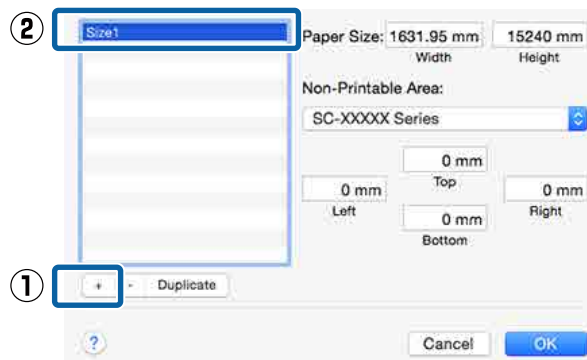 ② Size1 Paper Size: 1631.95 mm 15240 mm
Width Height
Non-Printable Area:
SC-XXXXX Series
0 mm
Top
0 mm 0 mm
Left Right
0 mm
Bottom
① + - Duplicate
? Cancel OK